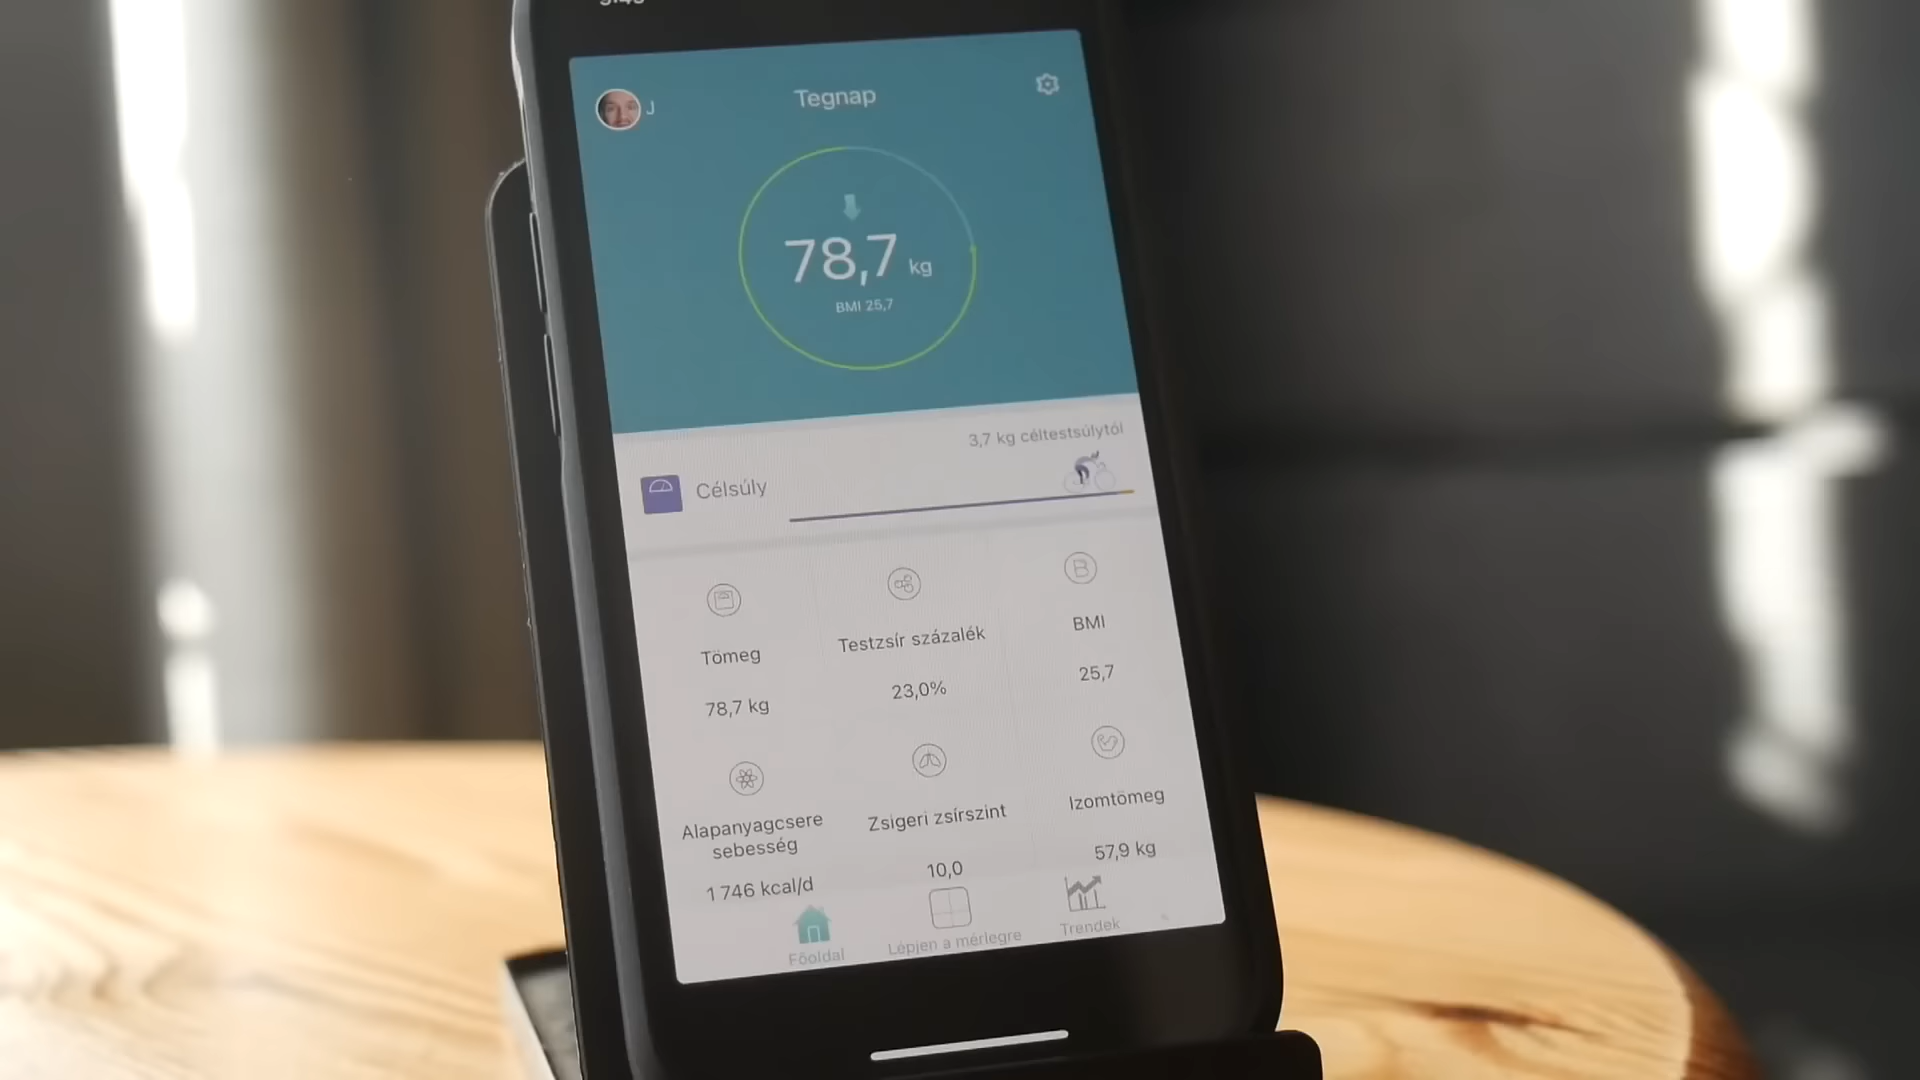 J
Tegnap
78,7 kg
BMI 25,7
3,7 kg céltestsúlytól
Célsúly
Tömeg
78,7 kg
Testzsír százalék
23,0%
BMI
25,7
Alapanyagcsere
sebesség
1 746 kcal/d
Zsigeri zsírszint
10,0
Izomtömeg
57,9 kg
Főoldal
Lépjen a mérlegre
Trendek